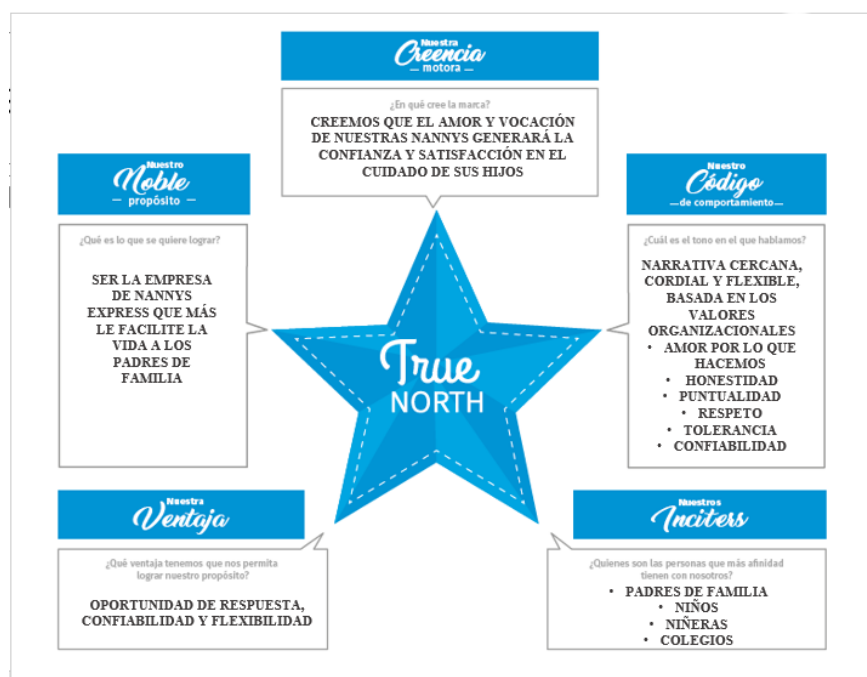 Nuestra
Creencia
— motora —
¿En qué cree la marca?
CREEMOS QUE EL AMOR Y VOCACIÓN
DE NUESTRAS NANNYS GENERARÁ LA
CONFIANZA Y SATISFACCIÓN EN EL
CUIDADO DE SUS HIJOS
Nuestro
Noble
— propósito —
¿Qué es lo que se quiere lograr?
SER LA EMPRESA
DE NANNYS
EXPRESS QUE MÁS
LE FACILITE LA
VIDA A LOS
PADRES DE
FAMILIA
Nuestro
Código
—de comportamiento—
¿Cuál es el tono en el que hablamos?
NARRATIVA CERCANA,
CORDIAL Y FLEXIBLE,
BASADA EN LOS
VALORES
ORGANIZACIONALES
• AMOR POR LO QUE
HACEMOS
• HONESTIDAD
• PUNTUALIDAD
• RESPETO
• TOLERANCIA
• CONFIABILIDAD
True
NORTH
Nuestra
Ventaja
¿Qué ventaja tenemos que nos permita
lograr nuestro propósito?
OPORTUNIDAD DE RESPUESTA,
CONFIABILIDAD Y FLEXIBILIDAD
Nuestros
Inciters
¿Quienes son las personas que más afinidad
tienen con nosotros?
• PADRES DE FAMILIA
• NIÑOS
• NIÑERAS
• COLEGIOS